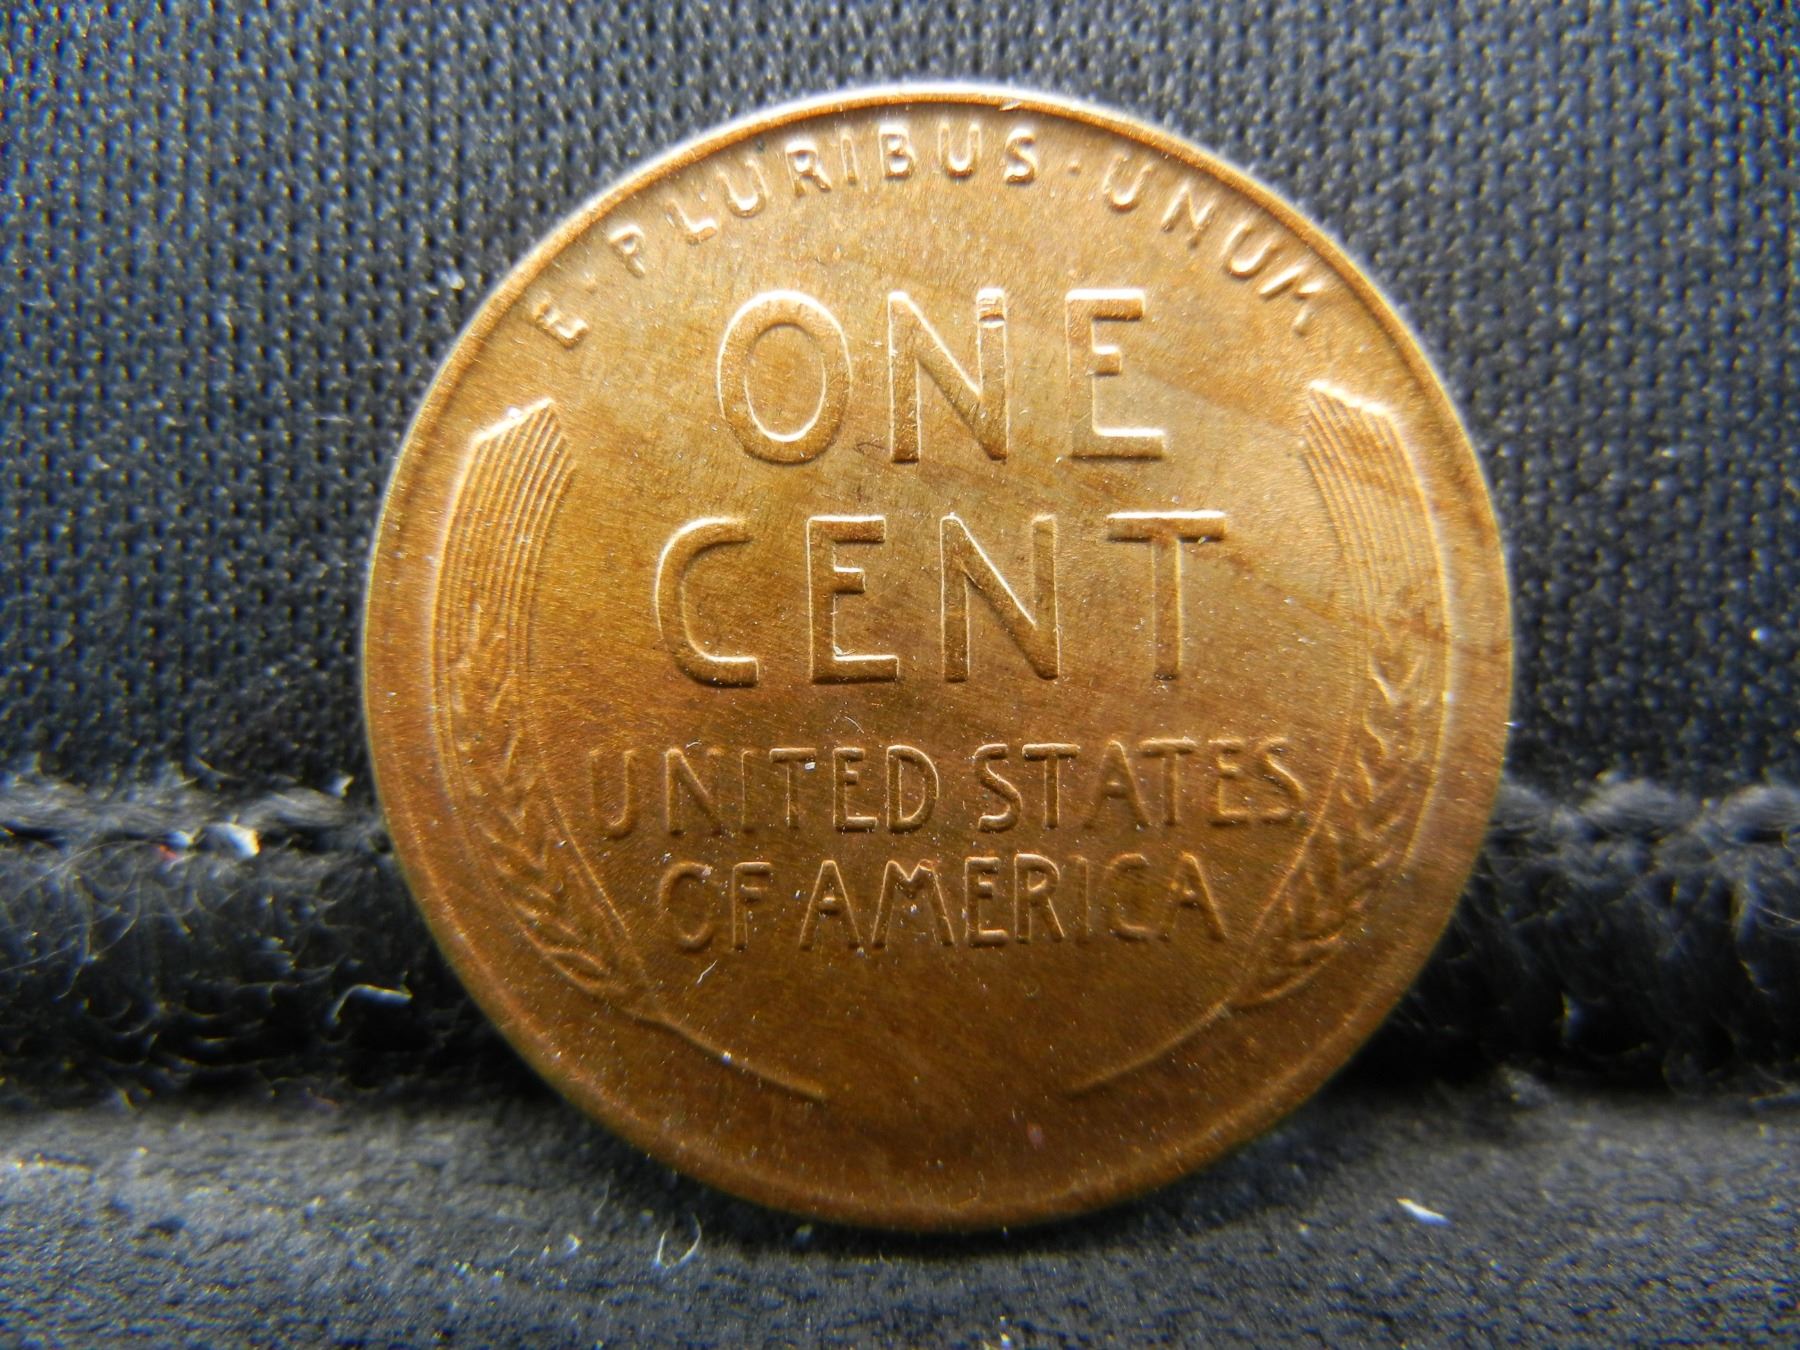 E · PLURIBUS · UNUM
ONE
CENT
UNITED STATES
OF AMERICA